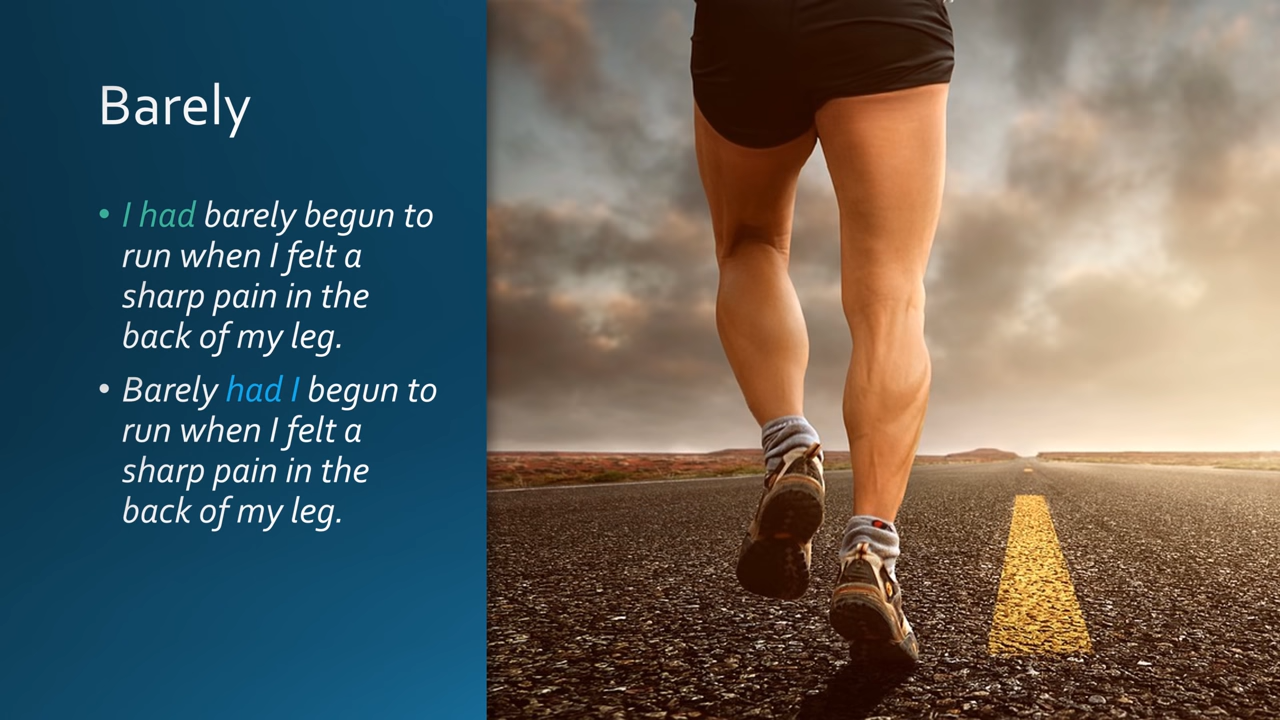 Barely
• I had barely begun to
run when I felt a
sharp pain in the
back of my leg.
• Barely had I begun to
run when I felt a
sharp pain in the
back of my leg.